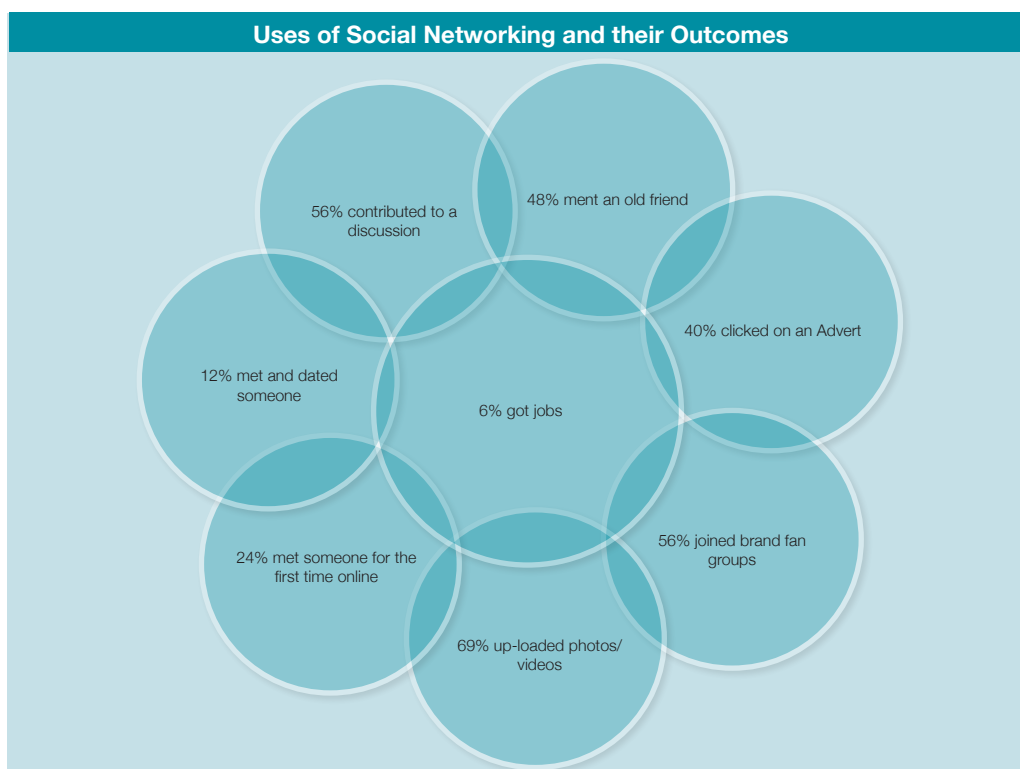 Uses of Social Networking and their Outcomes
48% ment an old friend
56% contributed to a
discussion
40% clicked on an Advert
12% met and dated
someone
6% got jobs
56% joined brand fan
groups
24% met someone for the
first time online
69% up-loaded photos/
videos